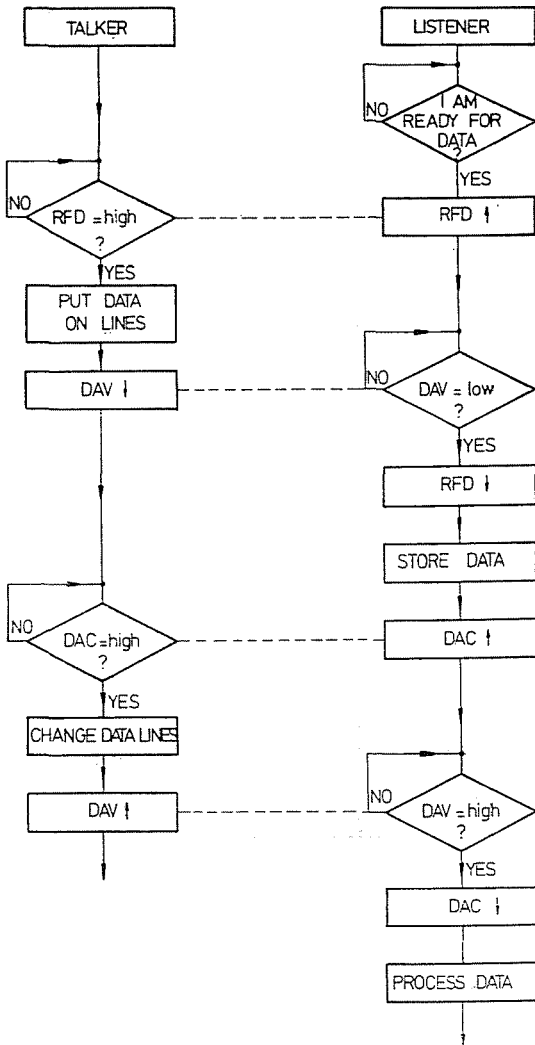 TALKER
RFD = high
?
NO
YES
PUT DATA
ON LINES
DAV ↓
DAC = high
?
NO
YES
CHANGE DATA LINES
DAV ↑
LISTENER
I AM
READY FOR
DATA
?
NO
YES
RFD ↑
DAV = low
?
NO
YES
RFD ↓
STORE DATA
DAC ↑
DAV = high
?
NO
YES
DAC ↓
PROCESS DATA